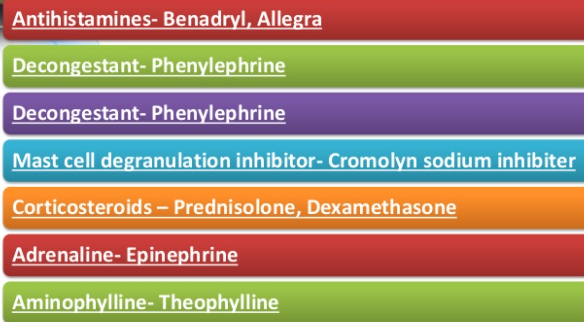 Antihistamines- Benadryl, Allegra
Decongestant- Phenylephrine
Decongestant- Phenylephrine
Mast cell degranulation inhibitor- Cromolyn sodium inhibiter
Corticosteroids – Prednisolone, Dexamethasone
Adrenaline- Epinephrine
Aminophylline- Theophylline